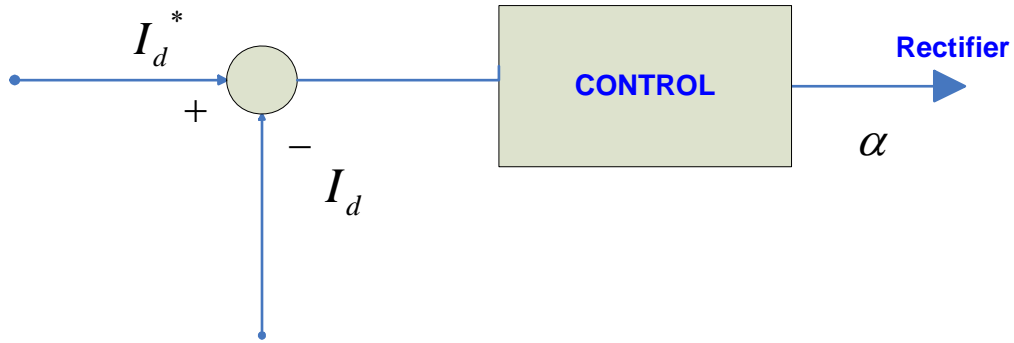 I_d^*
Rectifier
+
CONTROL
−
α
I_d